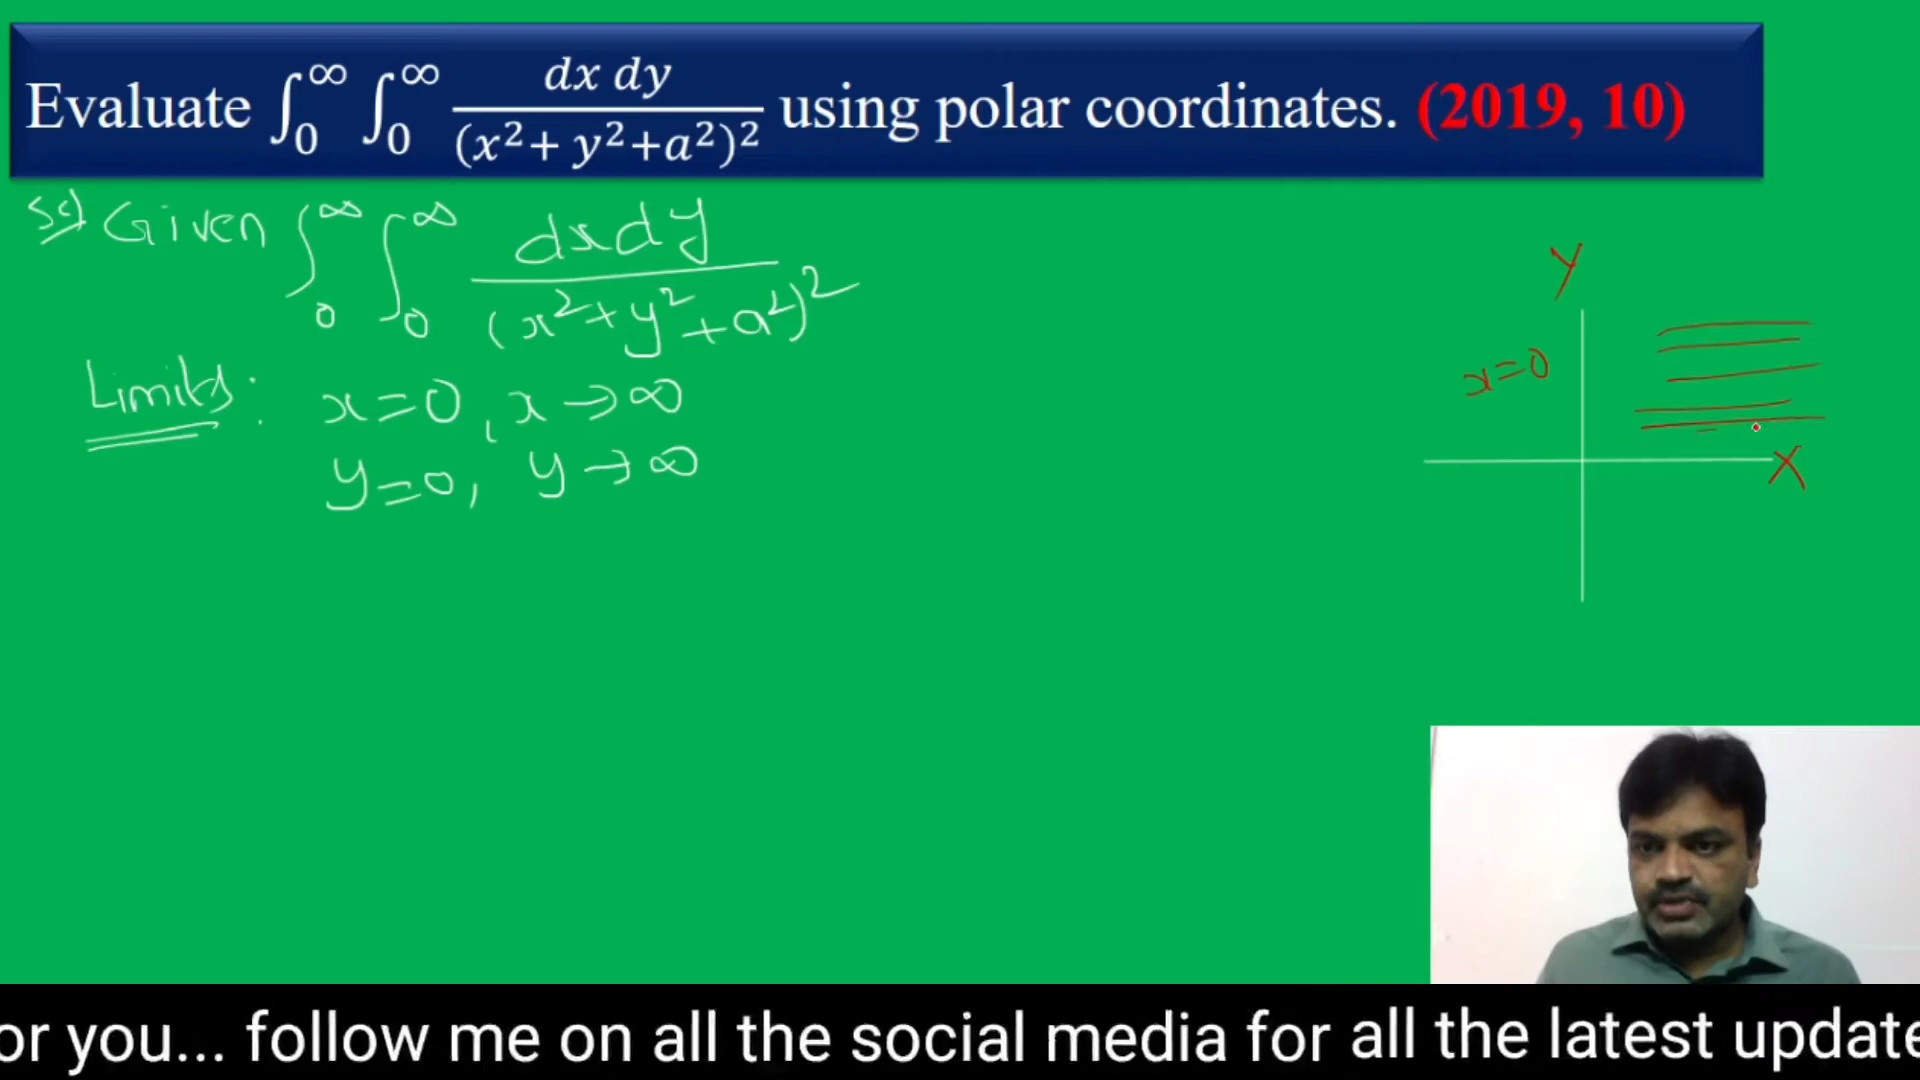 Evaluate ∫₀^∞ ∫₀^∞ dx dy / (x²+ y²+a²)² using polar coordinates. (2019, 10)
Sol Given ∫₀^∞ ∫₀^∞ dxdy / (x²+y²+a²)²
Limits: x=0, x→∞
y=0, y→∞
Y
x=0
X
or you... follow me on all the social media for all the latest update